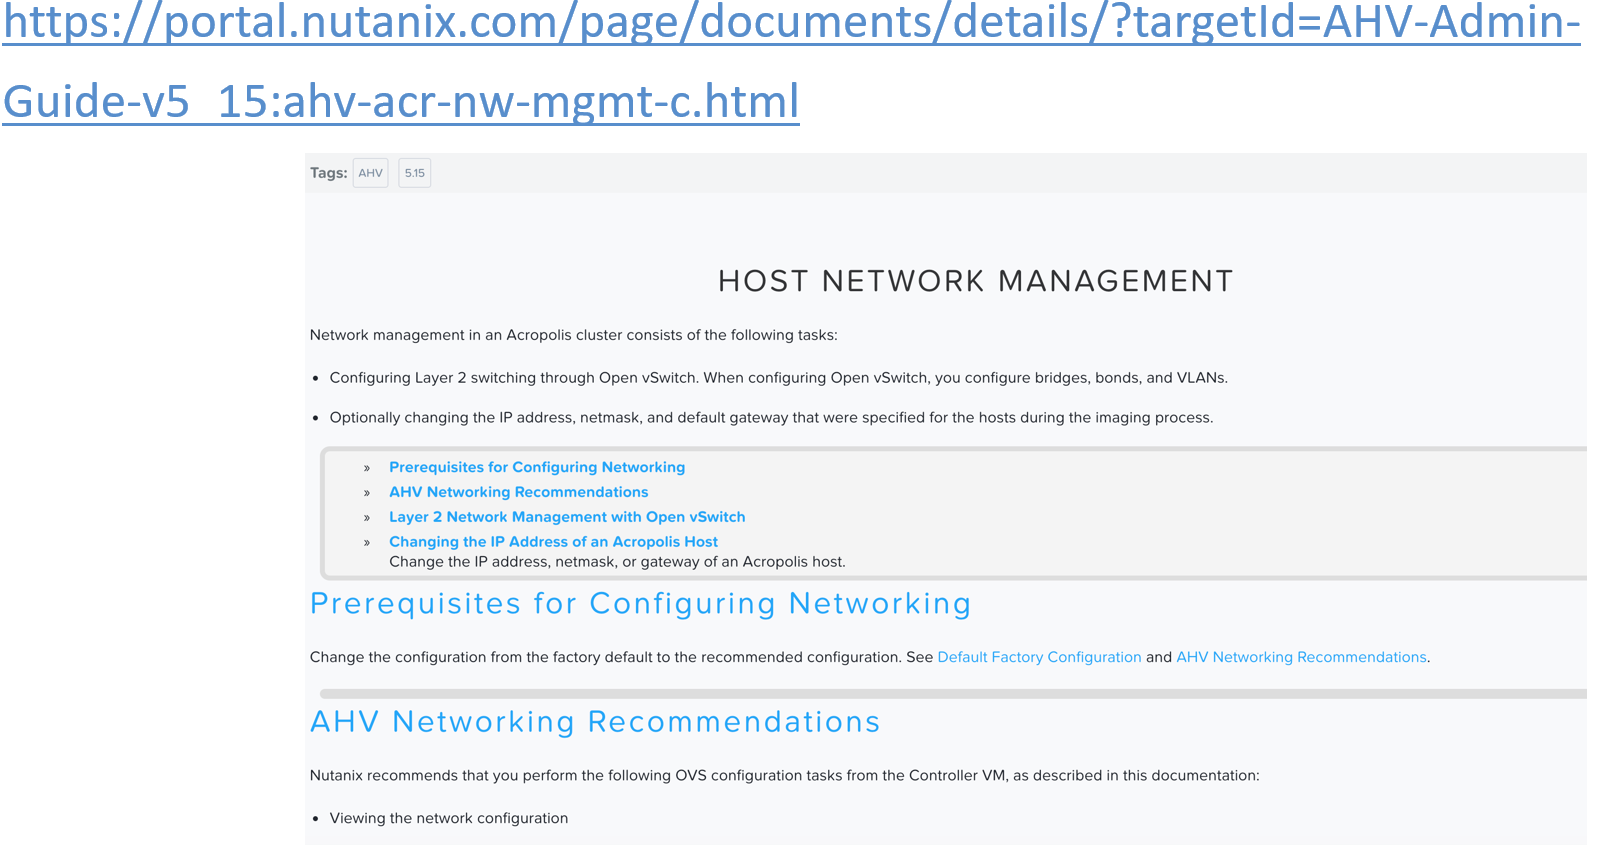 https://portal.nutanix.com/page/documents/details/?targetId=AHV-Admin-
Guide-v5_15:ahv-acr-nw-mgmt-c.html
Tags: AHV 5.15
HOST NETWORK MANAGEMENT
Network management in an Acropolis cluster consists of the following tasks:
• Configuring Layer 2 switching through Open vSwitch. When configuring Open vSwitch, you configure bridges, bonds, and VLANs.
• Optionally changing the IP address, netmask, and default gateway that were specified for the hosts during the imaging process.
» Prerequisites for Configuring Networking
» AHV Networking Recommendations
» Layer 2 Network Management with Open vSwitch
» Changing the IP Address of an Acropolis Host
Change the IP address, netmask, or gateway of an Acropolis host.
Prerequisites for Configuring Networking
Change the configuration from the factory default to the recommended configuration. See Default Factory Configuration and AHV Networking Recommendations.
AHV Networking Recommendations
Nutanix recommends that you perform the following OVS configuration tasks from the Controller VM, as described in this documentation:
• Viewing the network configuration